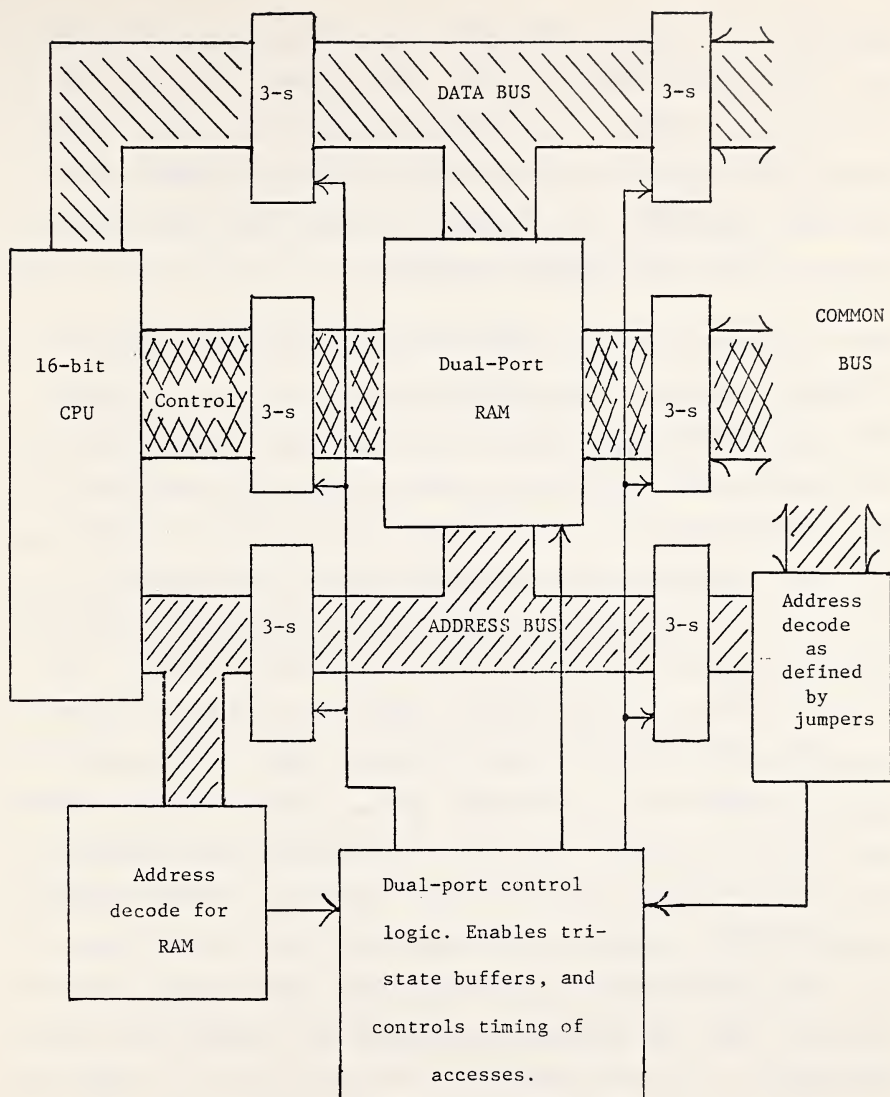 3-s
DATA BUS
3-s
16-bit
CPU
Control
3-s
Dual-Port
RAM
3-s
COMMON
BUS
3-s
ADDRESS BUS
3-s
Address
decode
as
defined
by
jumpers
Address
decode for
RAM
Dual-port control
logic. Enables tri-
state buffers, and
controls timing of
accesses.